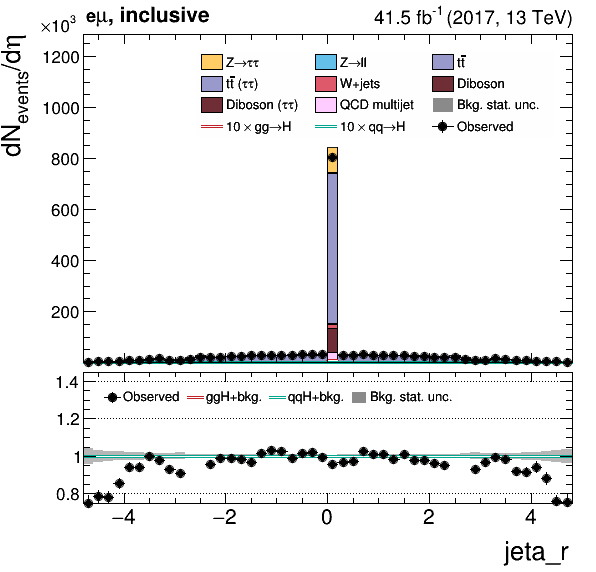 ×10³ eμ, inclusive 41.5 fb⁻¹ (2017, 13 TeV)
dN_events/dη
1200
1000
800
600
400
200
Z→ττ Z→ll tt̄
tt̄ (ττ) W+jets Diboson
Diboson (ττ) QCD multijet Bkg. stat. unc.
10 × gg→H 10 × qq→H Observed
1.4
1.2
1
0.8
Observed ggH+bkg. qqH+bkg. Bkg. stat. unc.
−4 −2 0 2 4
jeta_r